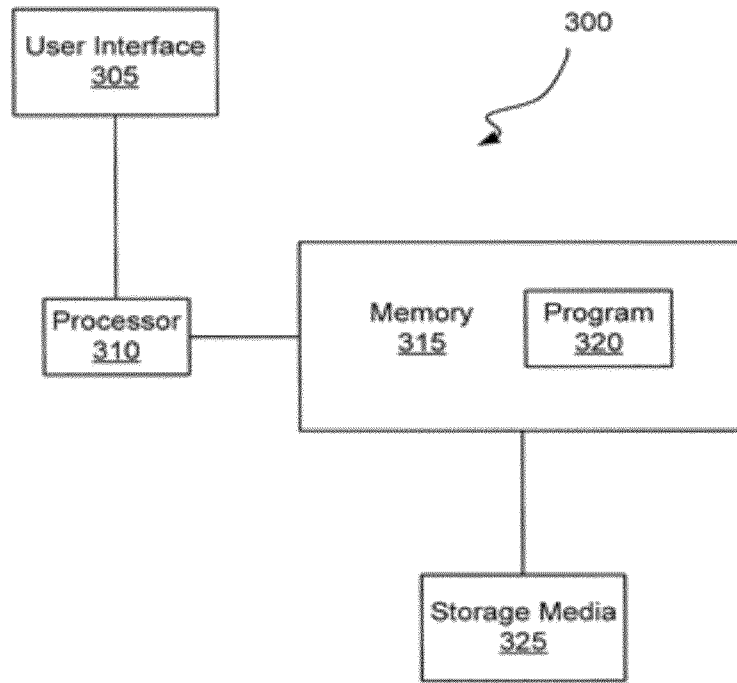 User Interface
305
300
Processor
310
Memory
315
Program
320
Storage Media
325